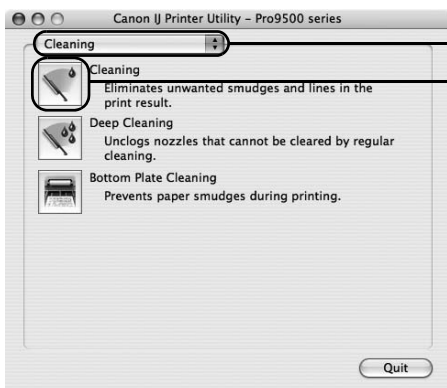 Canon IJ Printer Utility – Pro9500 series
Cleaning
Cleaning
Eliminates unwanted smudges and lines in the
print result.
Deep Cleaning
Unclogs nozzles that cannot be cleared by regular
cleaning.
Bottom Plate Cleaning
Prevents paper smudges during printing.
Quit